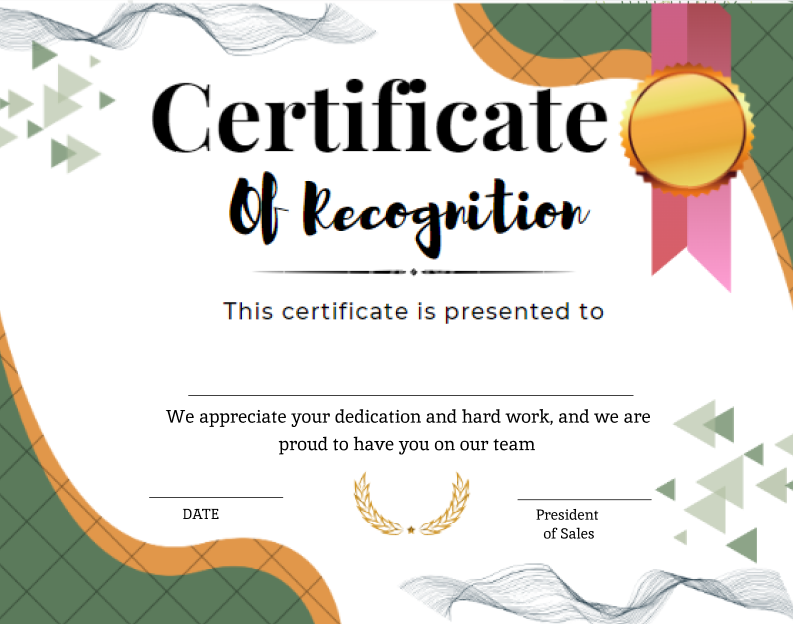 Certificate
Of Recognition
This certificate is presented to
We appreciate your dedication and hard work, and we are
proud to have you on our team
DATE
President
of Sales